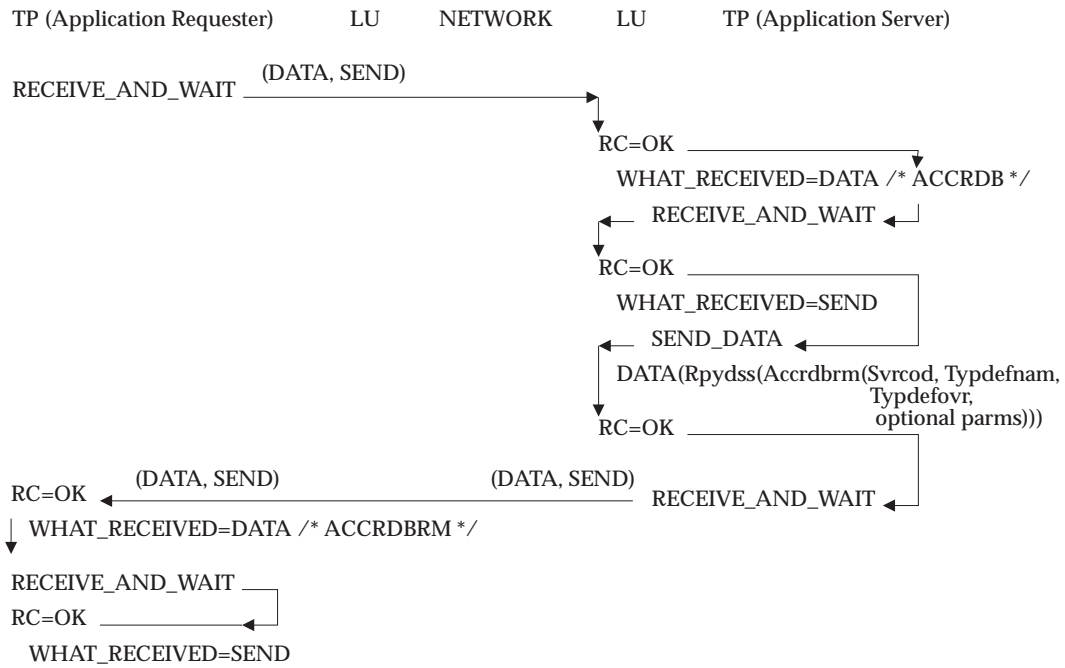 TP (Application Requester) LU NETWORK LU TP (Application Server)
(DATA, SEND)
RECEIVE_AND_WAIT
RC=OK
WHAT_RECEIVED=DATA /* ACCRDB */
RECEIVE_AND_WAIT
RC=OK
WHAT_RECEIVED=SEND
SEND_DATA
DATA(Rpydss(Accrdbrm(Svrcod, Typdefnam,
Typdefovr,
optional parms)))
RC=OK
(DATA, SEND) (DATA, SEND)
RC=OK RECEIVE_AND_WAIT
WHAT_RECEIVED=DATA /* ACCRDBRM */
RECEIVE_AND_WAIT
RC=OK
WHAT_RECEIVED=SEND